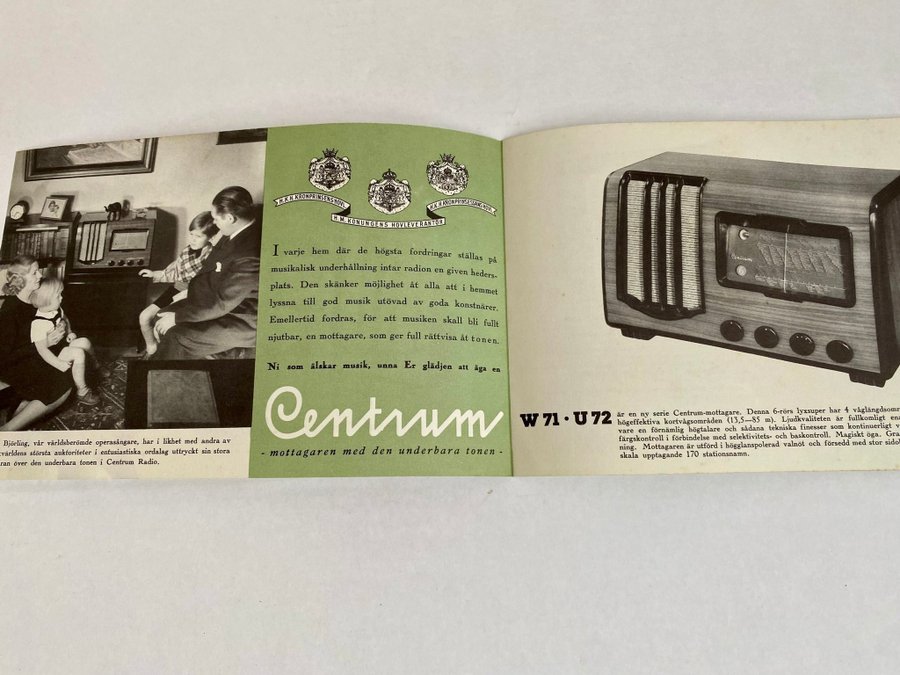 H.K.H. KRONPRINSENS HOVL.
H.M. KONUNGENS HOVLEVERANTÖR
I varje hem där de högsta fordringar ställas på
musikalisk underhållning intar radion en given heders-
plats. Den skänker möjlighet åt alla att i hemmet
lyssna till god musik utövad av goda konstnärer.
Emellertid fordras, för att musiken skall bli fullt
njutbar, en mottagare, som ger full rättvisa åt tonen.
Ni som älskar musik, unna Er glädjen att äga en
Centrum
- mottagaren med den underbara tonen -
Björling, vår världsberömde operasångare, har i likhet med andra av
världens största auktoriteter i entusiastiska ordalag uttryckt sin stora
ran över den underbara tonen i Centrum Radio.
Centrum
W 71 · U 72 är en ny serie Centrum-mottagare. Denna 6-rörs lyxsuper har 4 våglängdsom
högeffektiva kortvågsområden (13,5—85 m). Ljudkvaliteten är fullkomligt ena
vare en förnämlig högtalare och sådana tekniska finesser som kontinuerligt v
färgskontroll i förbindelse med selektivitets- och baskontroll. Magiskt öga. Gra
ning. Mottagaren är utförd i högglanspolerad valnöt och försedd med stor sidob
skala upptagande 170 stationsnamn.